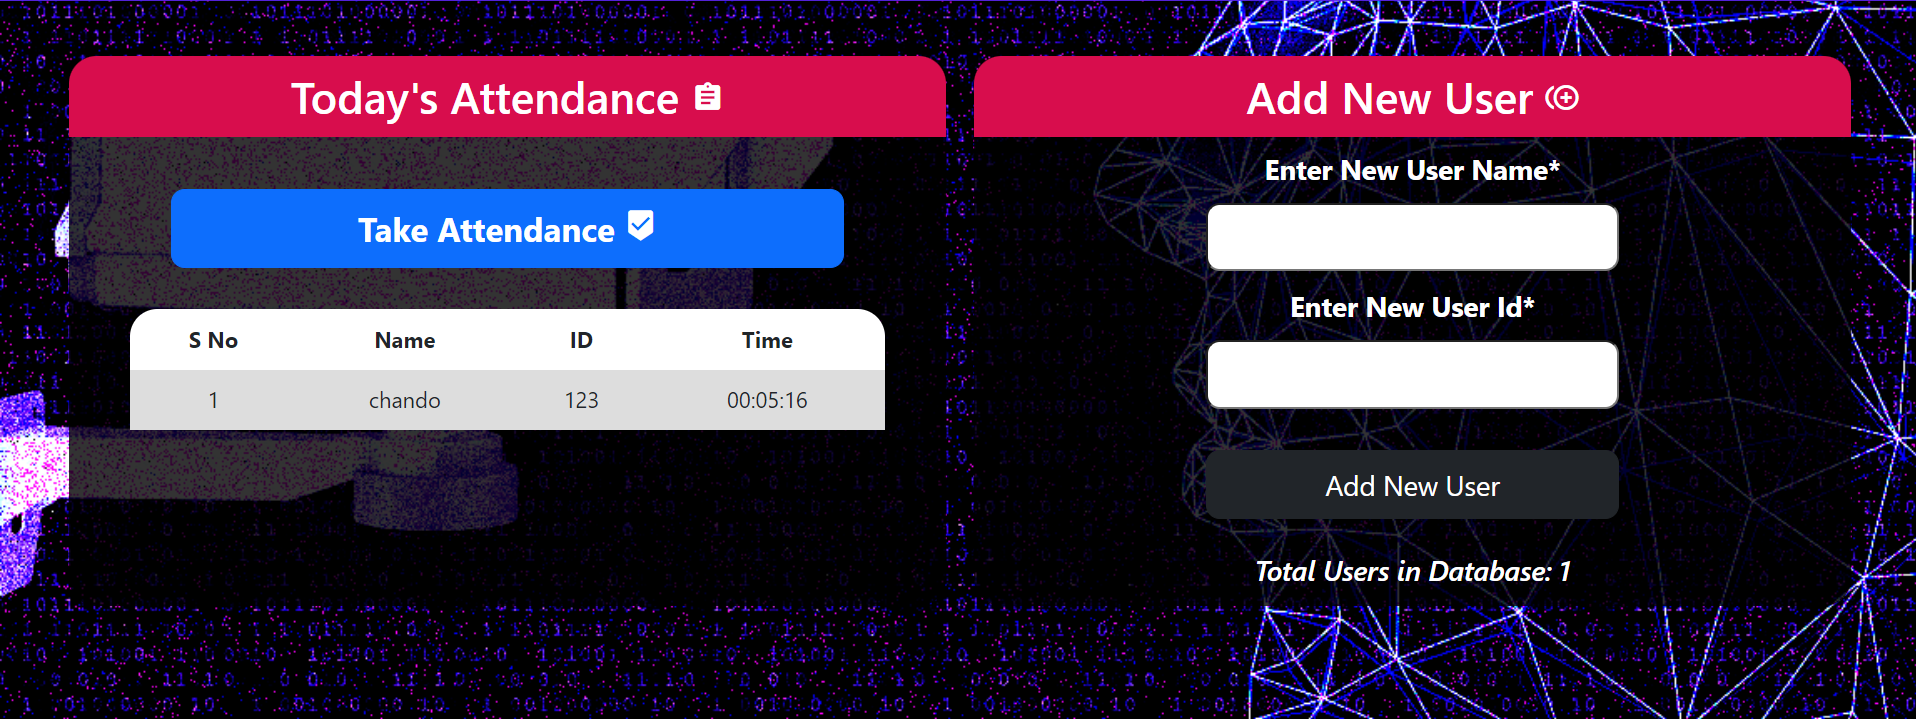 Today's Attendance
Take Attendance
S No Name ID Time
1 chando 123 00:05:16
Add New User
Enter New User Name*
Enter New User Id*
Add New User
Total Users in Database: 1